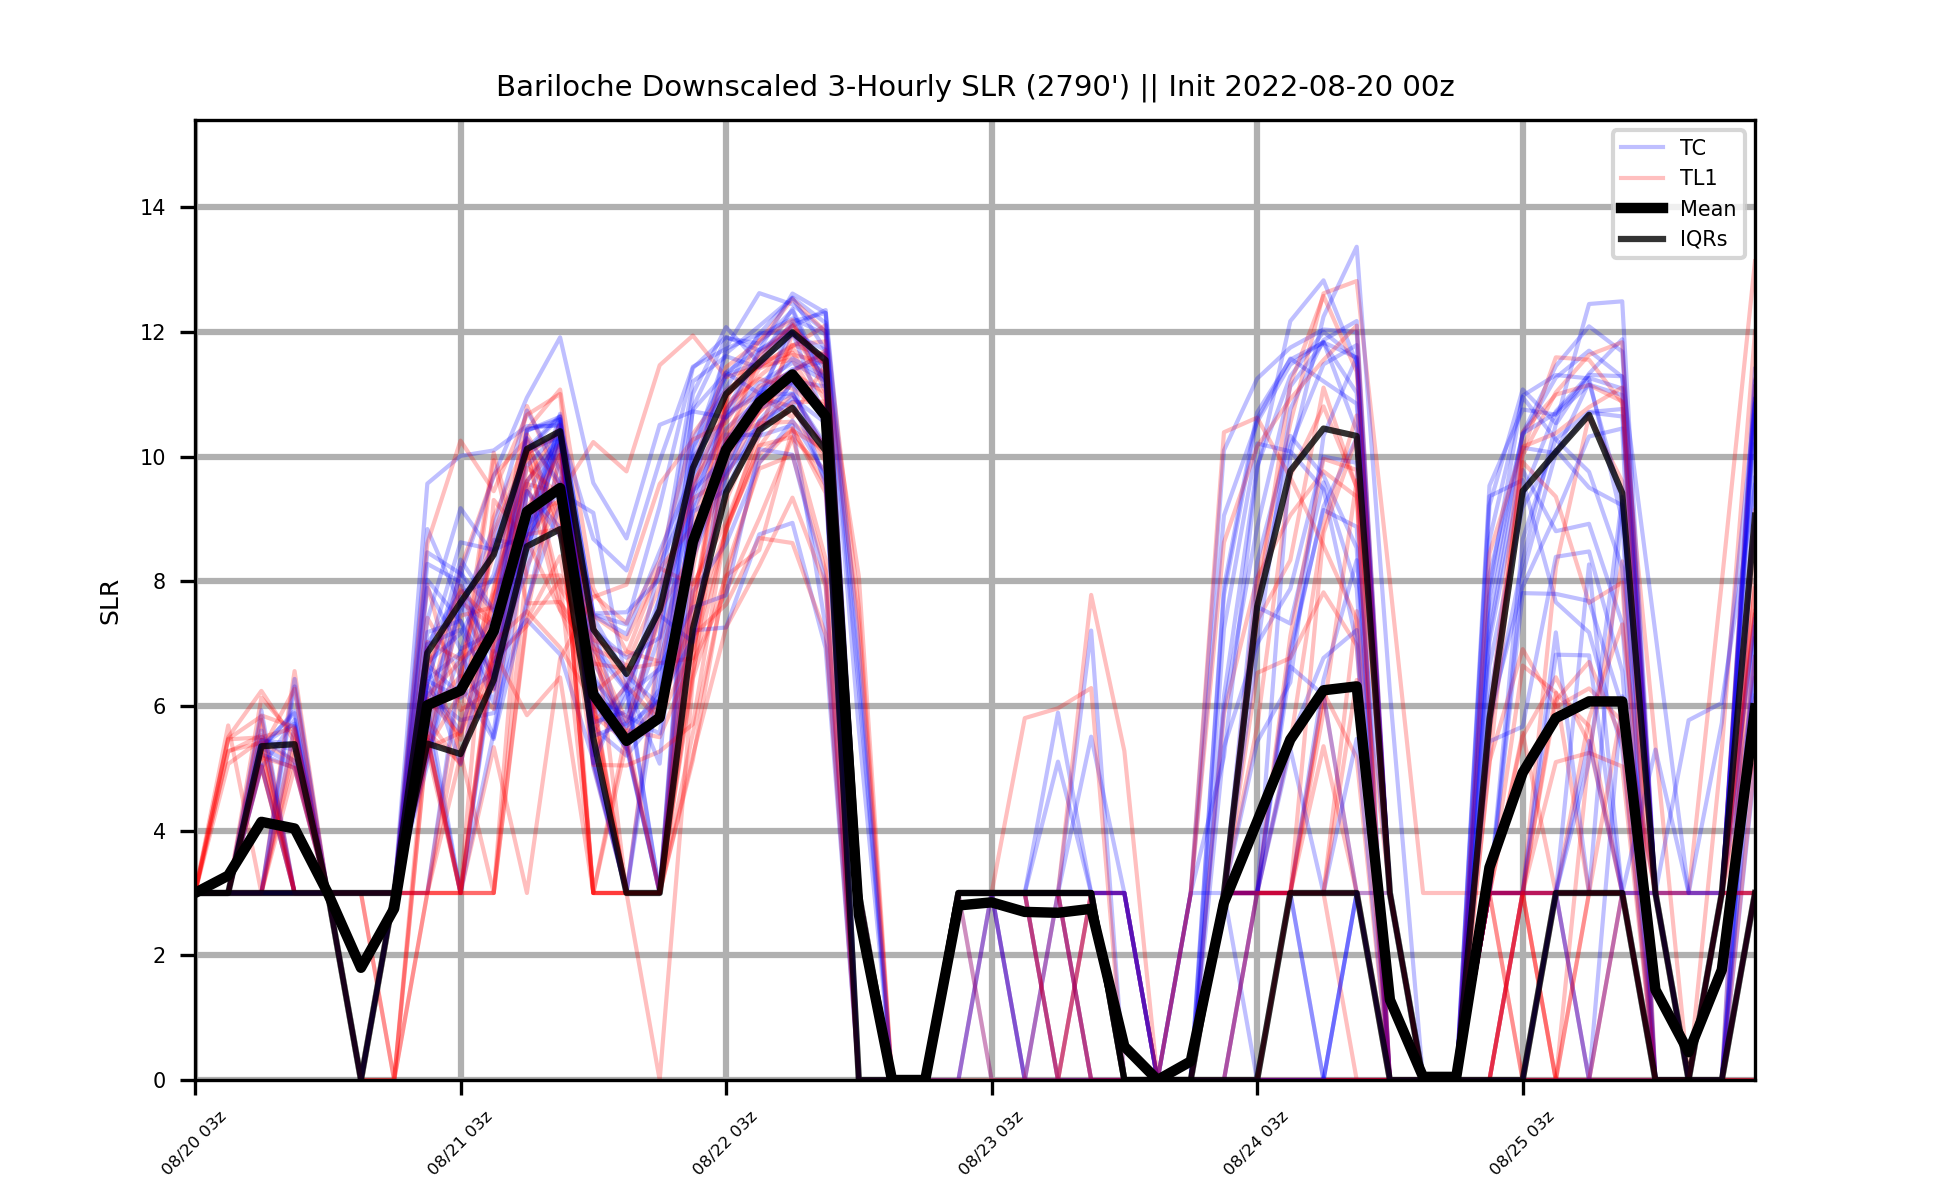 Bariloche Downscaled 3-Hourly SLR (2790') || Init 2022-08-20 00z
TC
TL1
Mean
IQRs
SLR
14
12
10
8
6
4
2
0
08/20 03z
08/21 03z
08/22 03z
08/23 03z
08/24 03z
08/25 03z